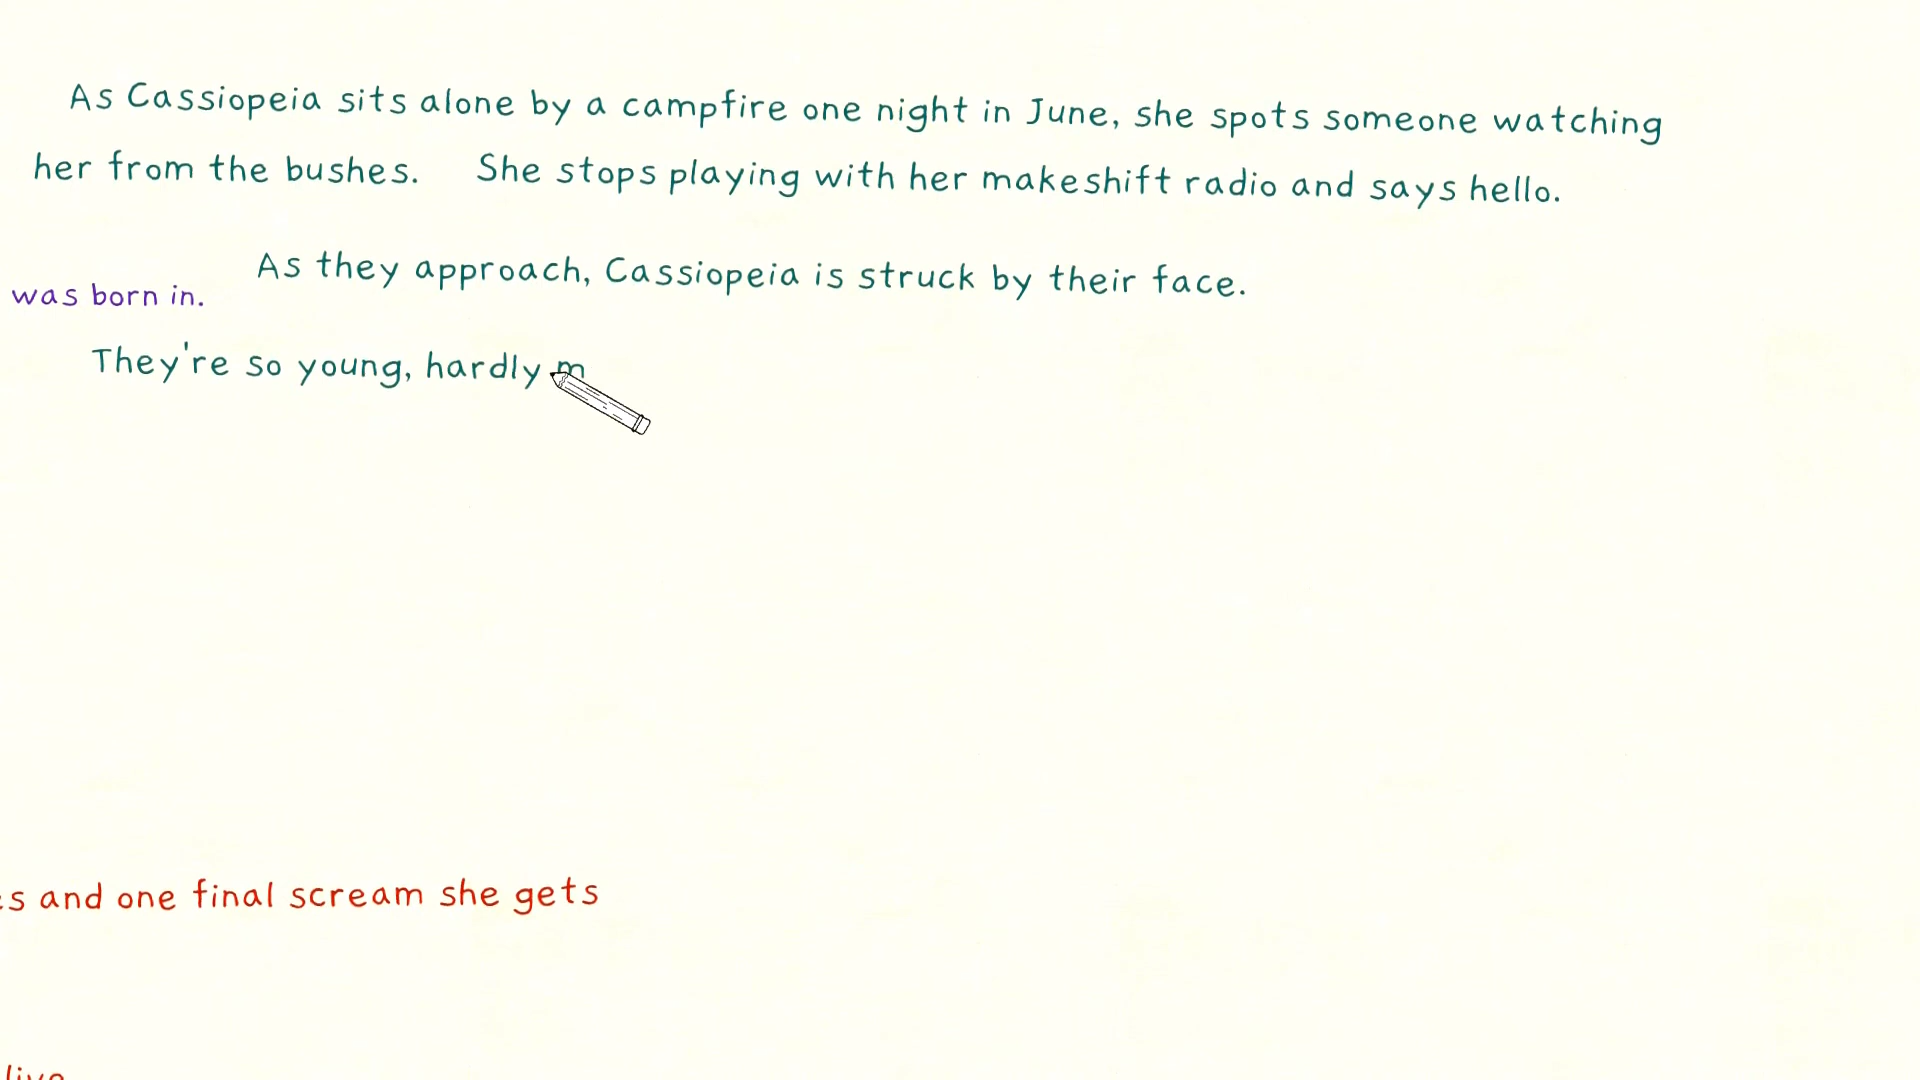 As Cassiopeia sits alone by a campfire one night in June, she spots someone watching
her from the bushes. She stops playing with her makeshift radio and says hello.
As they approach, Cassiopeia is struck by their face.
was born in.
They're so young, hardly m
and one final scream she gets